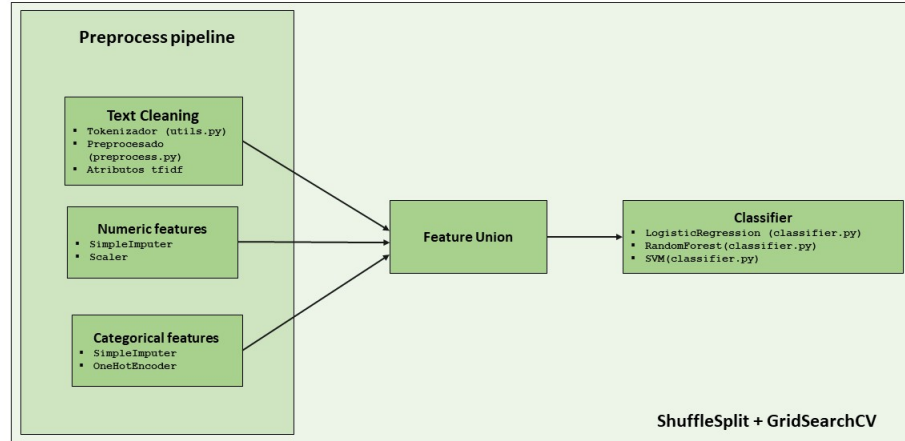 Preprocess pipeline
Text Cleaning
▪ Tokenizador (utils.py)
▪ Preprocesado
(preprocess.py)
▪ Atributos tfidf
Numeric features
▪ SimpleImputer
▪ Scaler
Categorical features
▪ SimpleImputer
▪ OneHotEncoder
Feature Union
Classifier
▪ LogisticRegression (classifier.py)
▪ RandomForest(classifier.py)
▪ SVM(classifier.py)
ShuffleSplit + GridSearchCV